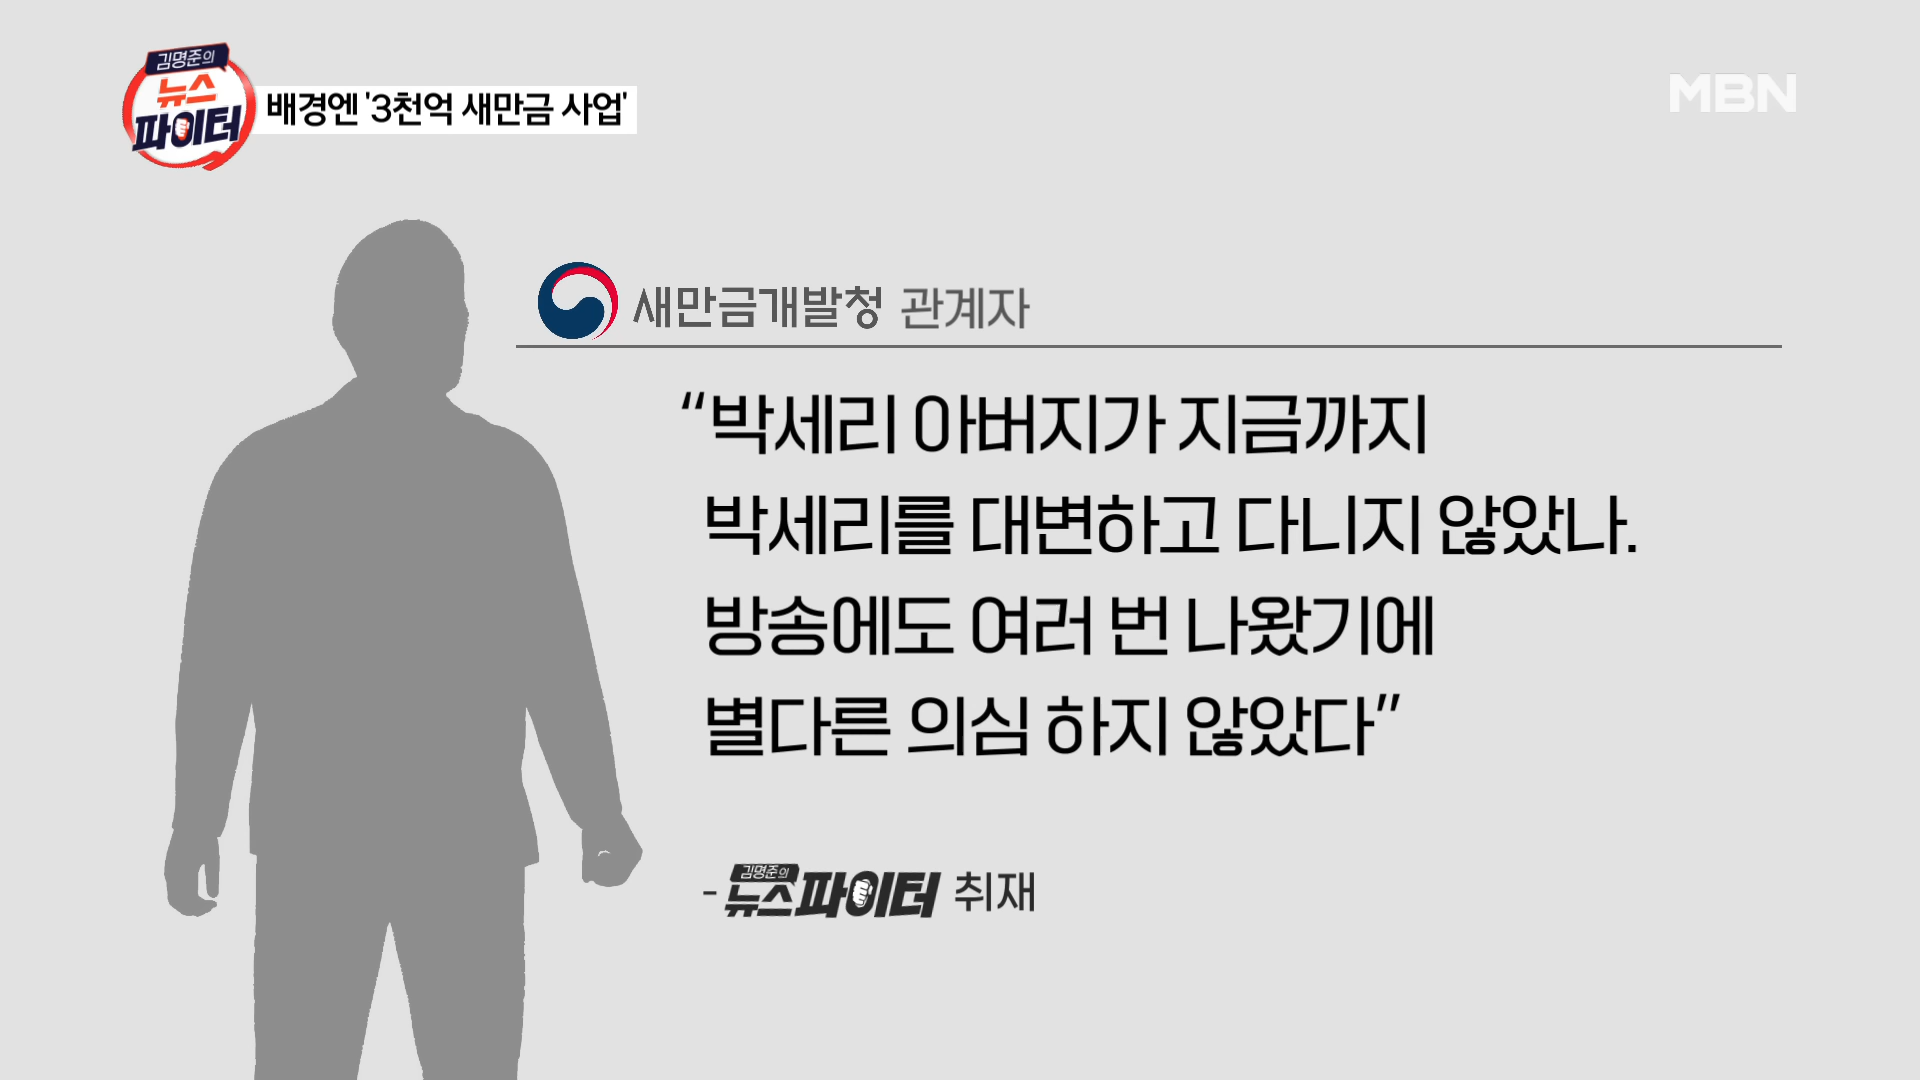 김명준의
뉴스
파이터
배경엔 '3천억 새만금 사업'
MBN
새만금개발청 관계자
“박세리 아버지가 지금까지
박세리를 대변하고 다니지 않았나.
방송에도 여러 번 나왔기에
별다른 의심 하지 않았다”
- 김명준의 뉴스파이터 취재